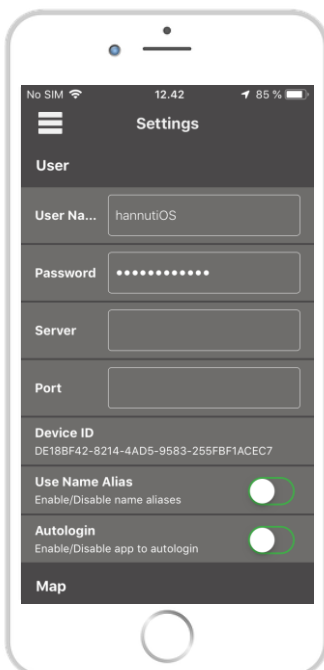 No SIM 12.42 85 %
Settings
User
User Na... hannutiOS
Password ••••••••••••
Server
Port
Device ID
DE18BF42-8214-4AD5-9583-255FBF1ACEC7
Use Name Alias
Enable/Disable name aliases
Autologin
Enable/Disable app to autologin
Map